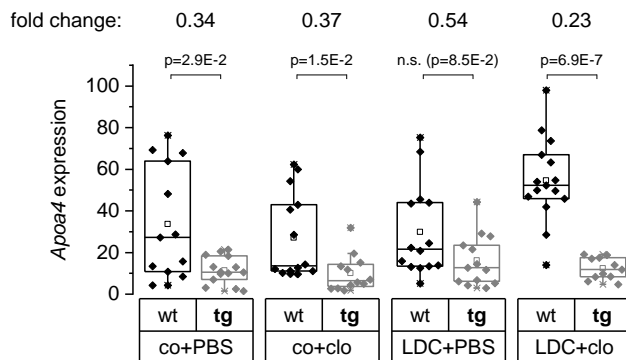 fold change: 0.34 0.37 0.54 0.23
p=2.9E-2 p=1.5E-2 n.s. (p=8.5E-2) p=6.9E-7
Apoa4 expression
100
80
60
40
20
0
wt tg wt tg wt tg wt tg
co+PBS co+clo LDC+PBS LDC+clo